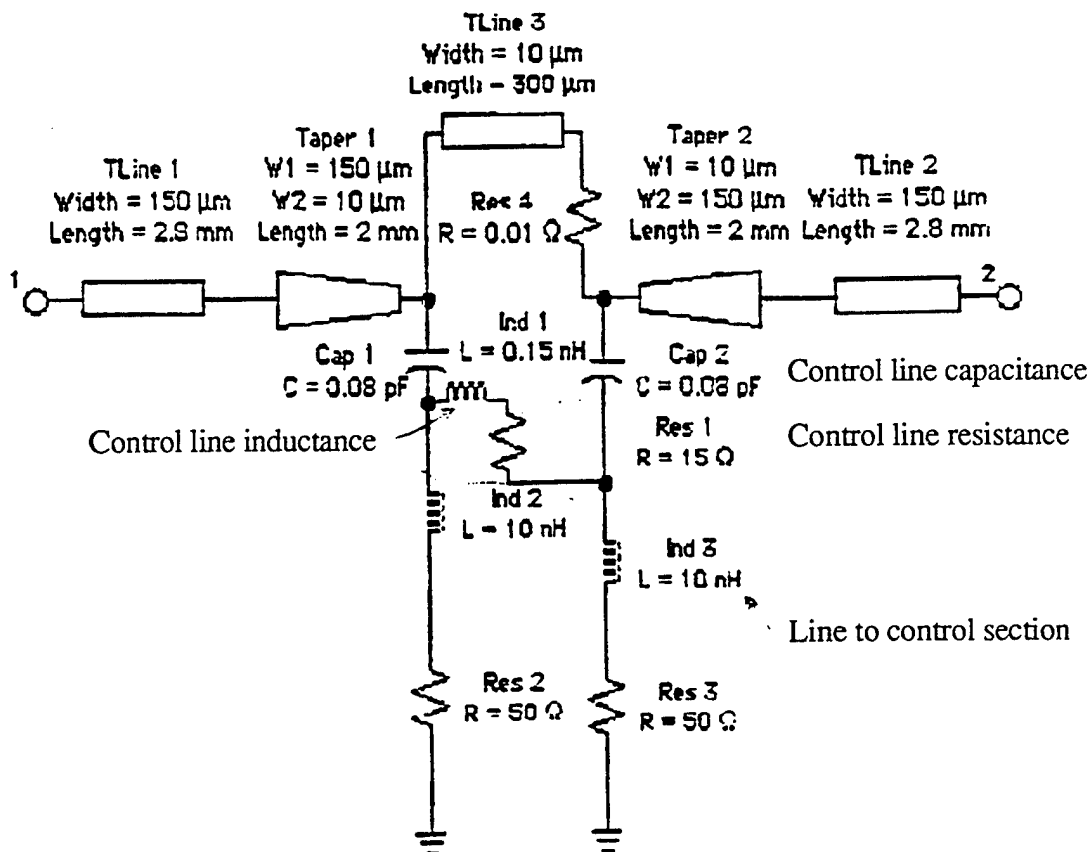 TLine 3
Width = 10 µm
Length = 300 µm
Taper 1
W1 = 150 µm
W2 = 10 µm
Length = 2 mm
TLine 1
Width = 150 µm
Length = 2.8 mm
Res 4
R = 0.01 Ω
Taper 2
W1 = 10 µm
W2 = 150 µm
Length = 2 mm
TLine 2
Width = 150 µm
Length = 2.8 mm
1
2
Cap 1
C = 0.08 pF
Ind 1
L = 0.15 nH
Cap 2
C = 0.08 pF
Control line capacitance
Control line inductance
Res 1
R = 15 Ω
Control line resistance
Ind 2
L = 10 nH
Ind 3
L = 10 nH
Line to control section
Res 2
R = 50 Ω
Res 3
R = 50 Ω